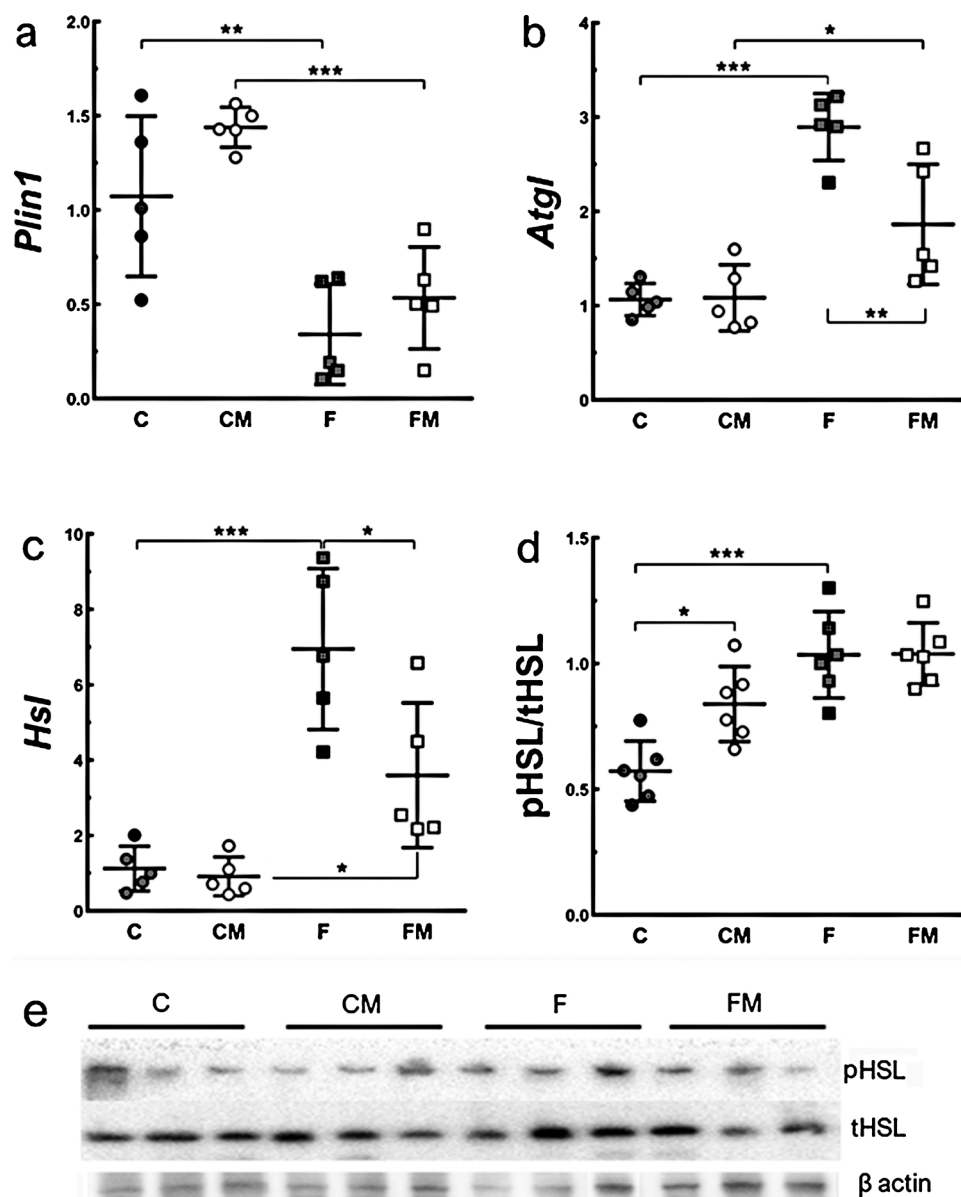 a
2.0
1.5
1.0
0.5
0.0
Plin1
**
***
C CM F FM
b
4
3
2
1
0
Atgl
*
***
**
C CM F FM
c
10
8
6
4
2
0
Hsl
***
*
*
C CM F FM
d
1.5
1.0
0.5
0.0
pHSL/tHSL
***
*
C CM F FM
e
C CM F FM
pHSL
tHSL
β actin